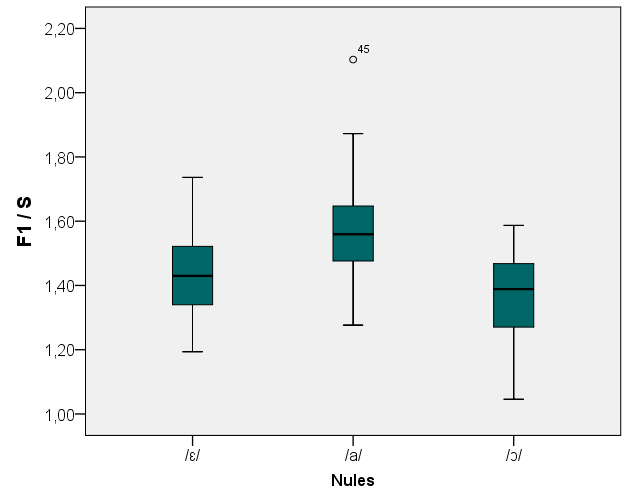 2,20
45
2,00
1,80
1,60
1,40
1,20
1,00
F1 / S
/ɛ/ /a/ /ɔ/
Nules